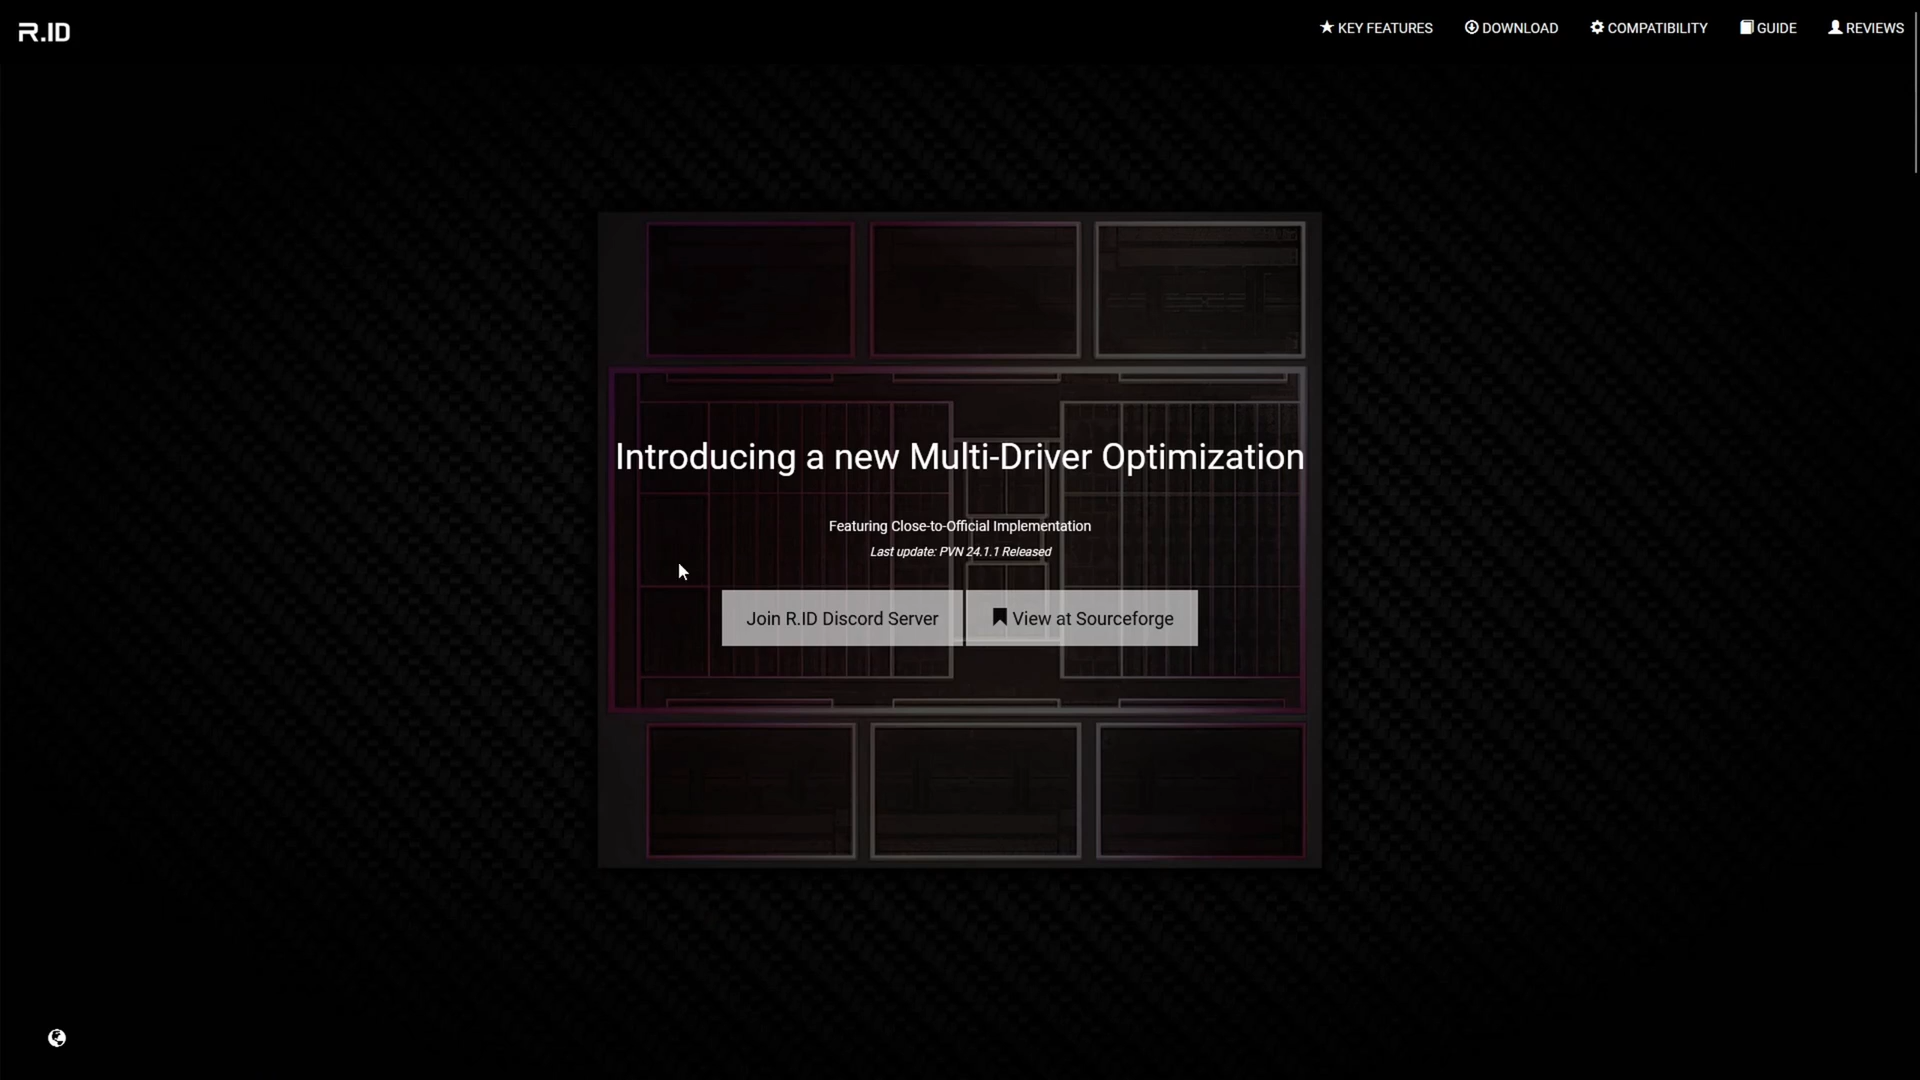 R.ID
KEY FEATURES
DOWNLOAD
COMPATIBILITY
GUIDE
REVIEWS
Introducing a new Multi-Driver Optimization
Featuring Close-to-Official Implementation
Last update: PVN 24.1.1 Released
Join R.ID Discord Server
View at Sourceforge